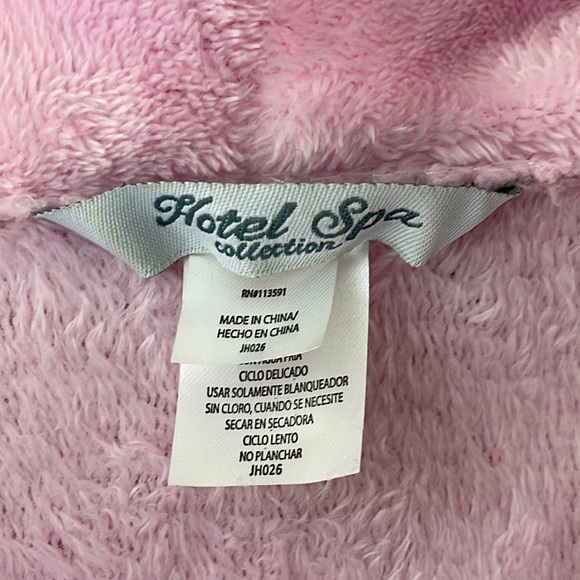 Hotel Spa
collection
RN#113591
MADE IN CHINA/
HECHO EN CHINA
JH026
CICLO DELICADO
USAR SOLAMENTE BLANQUEADOR
SIN CLORO, CUANDO SE NECESITE
SECAR EN SECADORA
CICLO LENTO
NO PLANCHAR
JH026